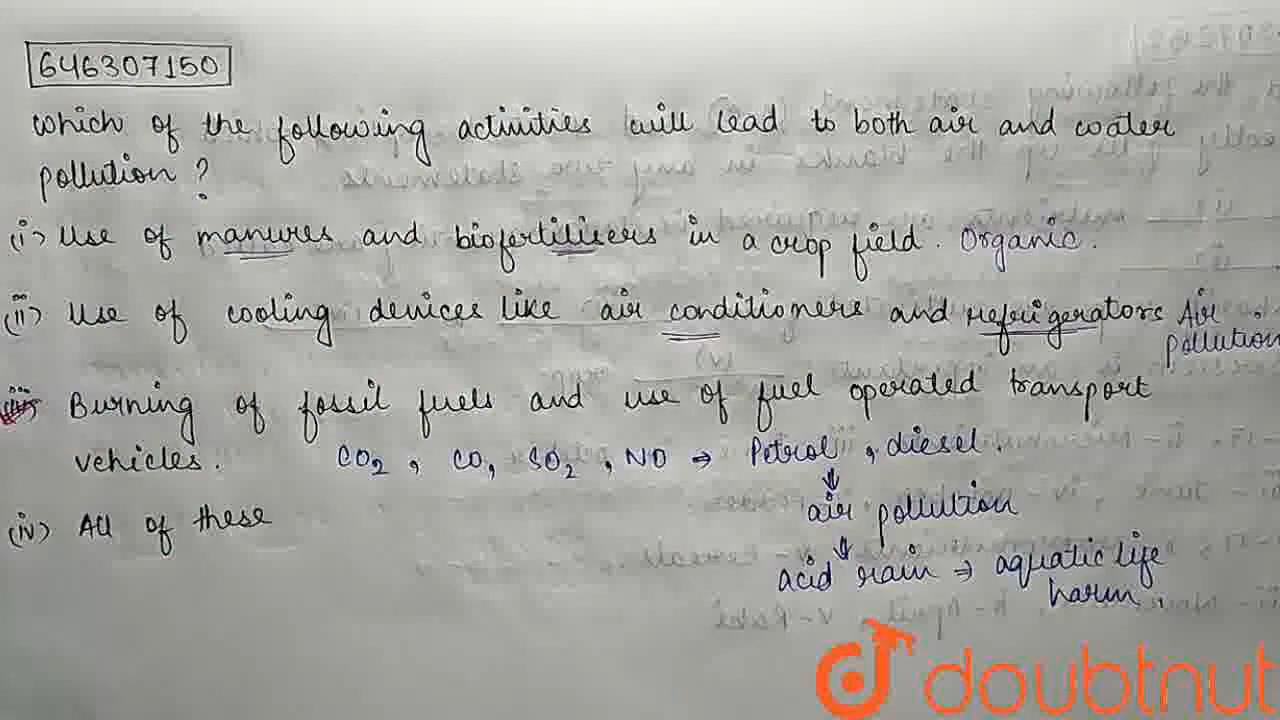 646307150
Which of the following activities will lead to both air and water
pollution ?
(i) Use of manures and biofertilisers in a crop field. Organic.
(ii) Use of cooling devices like air conditioners and refrigerators Air
pollution
(iii) Burning of fossil fuels and use of fuel operated transport
vehicles. CO2, CO, SO2, NO ⇒ Petrol, diesel.
⇓
air pollution
⇓
acid rain → aquatic life
harm.
(iv) All of these
doubtnut